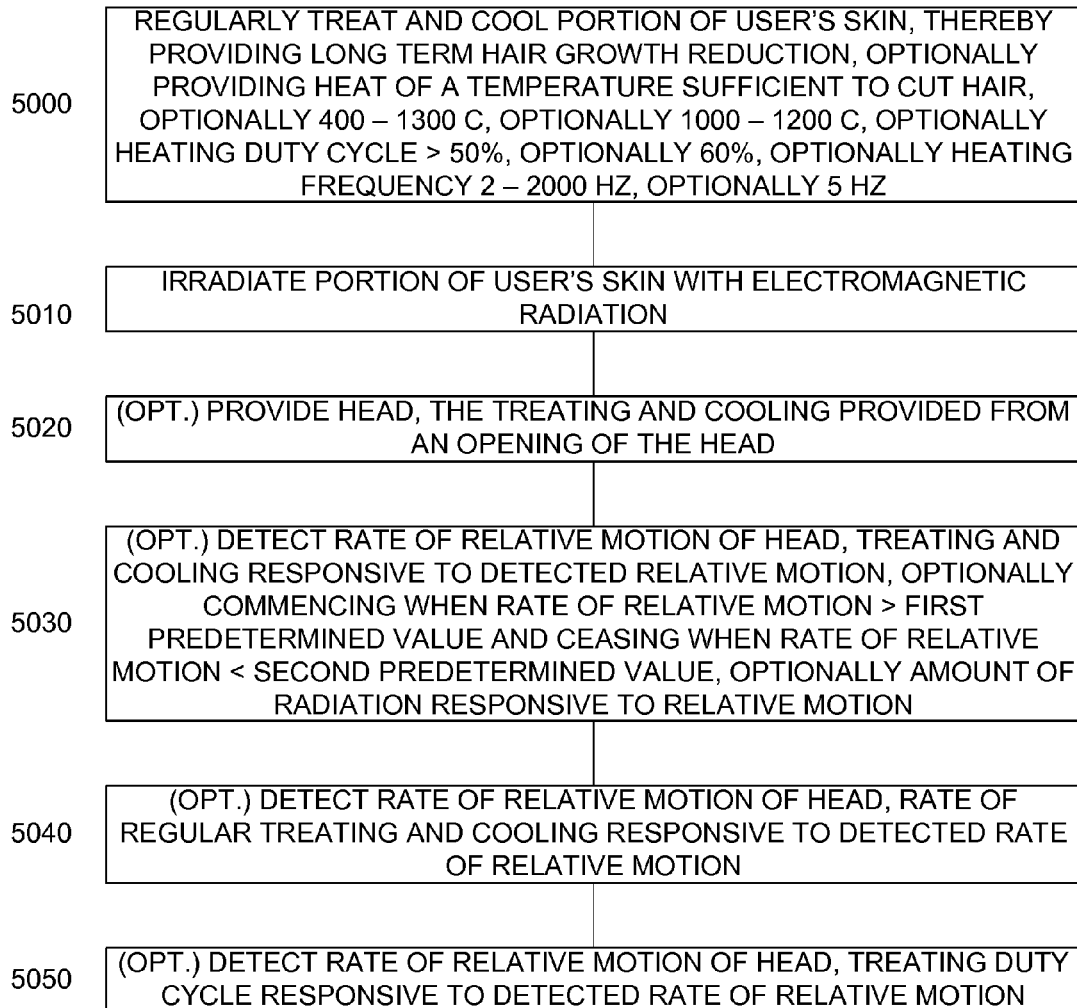 5000
REGULARLY TREAT AND COOL PORTION OF USER'S SKIN, THEREBY
PROVIDING LONG TERM HAIR GROWTH REDUCTION, OPTIONALLY
PROVIDING HEAT OF A TEMPERATURE SUFFICIENT TO CUT HAIR,
OPTIONALLY 400 – 1300 C, OPTIONALLY 1000 – 1200 C, OPTIONALLY
HEATING DUTY CYCLE > 50%, OPTIONALLY 60%, OPTIONALLY HEATING
FREQUENCY 2 – 2000 HZ, OPTIONALLY 5 HZ
5010
IRRADIATE PORTION OF USER'S SKIN WITH ELECTROMAGNETIC
RADIATION
5020
(OPT.) PROVIDE HEAD, THE TREATING AND COOLING PROVIDED FROM
AN OPENING OF THE HEAD
5030
(OPT.) DETECT RATE OF RELATIVE MOTION OF HEAD, TREATING AND
COOLING RESPONSIVE TO DETECTED RELATIVE MOTION, OPTIONALLY
COMMENCING WHEN RATE OF RELATIVE MOTION > FIRST
PREDETERMINED VALUE AND CEASING WHEN RATE OF RELATIVE
MOTION < SECOND PREDETERMINED VALUE, OPTIONALLY AMOUNT OF
RADIATION RESPONSIVE TO RELATIVE MOTION
5040
(OPT.) DETECT RATE OF RELATIVE MOTION OF HEAD, RATE OF
REGULAR TREATING AND COOLING RESPONSIVE TO DETECTED RATE
OF RELATIVE MOTION
5050
(OPT.) DETECT RATE OF RELATIVE MOTION OF HEAD, TREATING DUTY
CYCLE RESPONSIVE TO DETECTED RATE OF RELATIVE MOTION